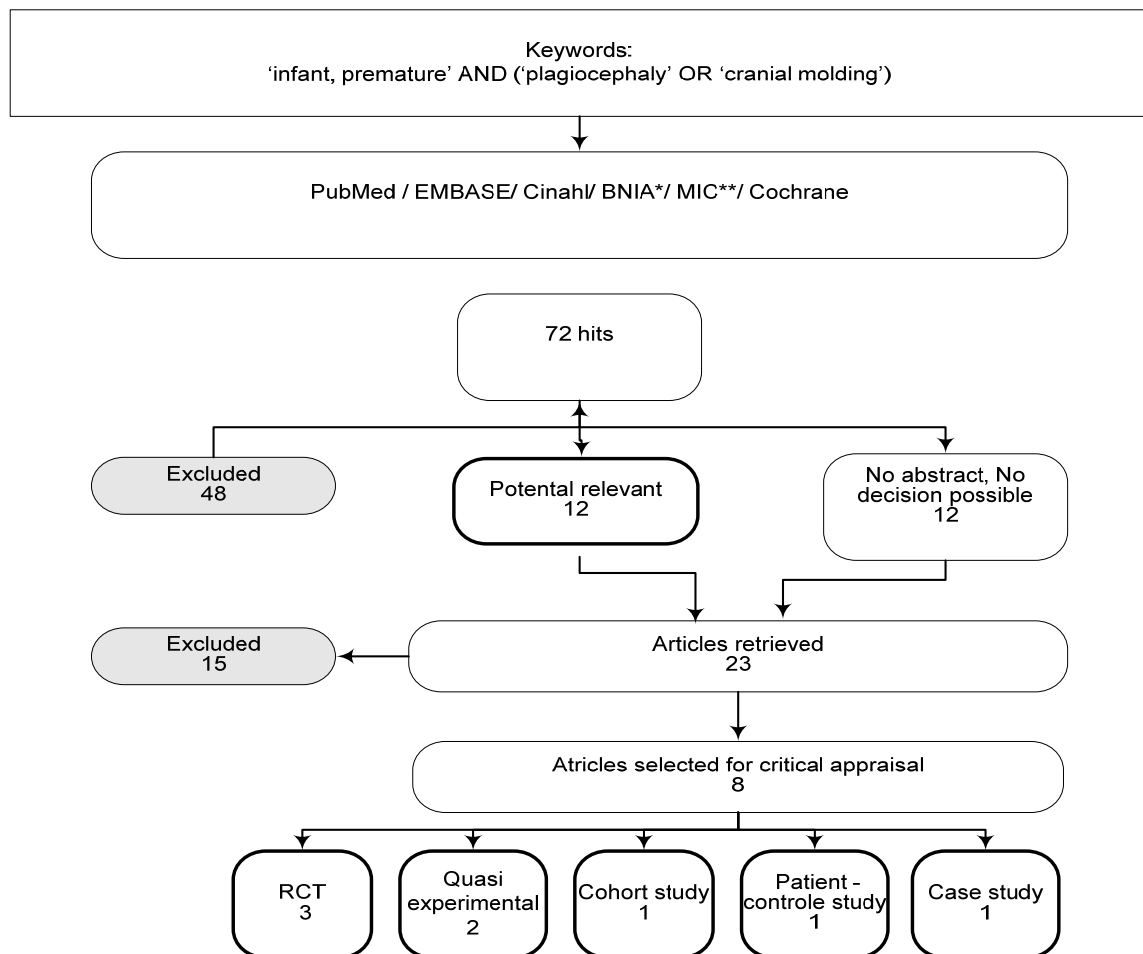 Keywords:
‘infant, premature’ AND (‘plagiocephaly’ OR ‘cranial molding’)
PubMed / EMBASE/ Cinahl/ BNIA*/ MIC**/ Cochrane
72 hits
Excluded
48
Potental relevant
12
No abstract, No
decision possible
12
Excluded
15
Articles retrieved
23
Atricles selected for critical appraisal
8
RCT
3
Quasi
experimental
2
Cohort study
1
Patient -
controle study
1
Case study
1